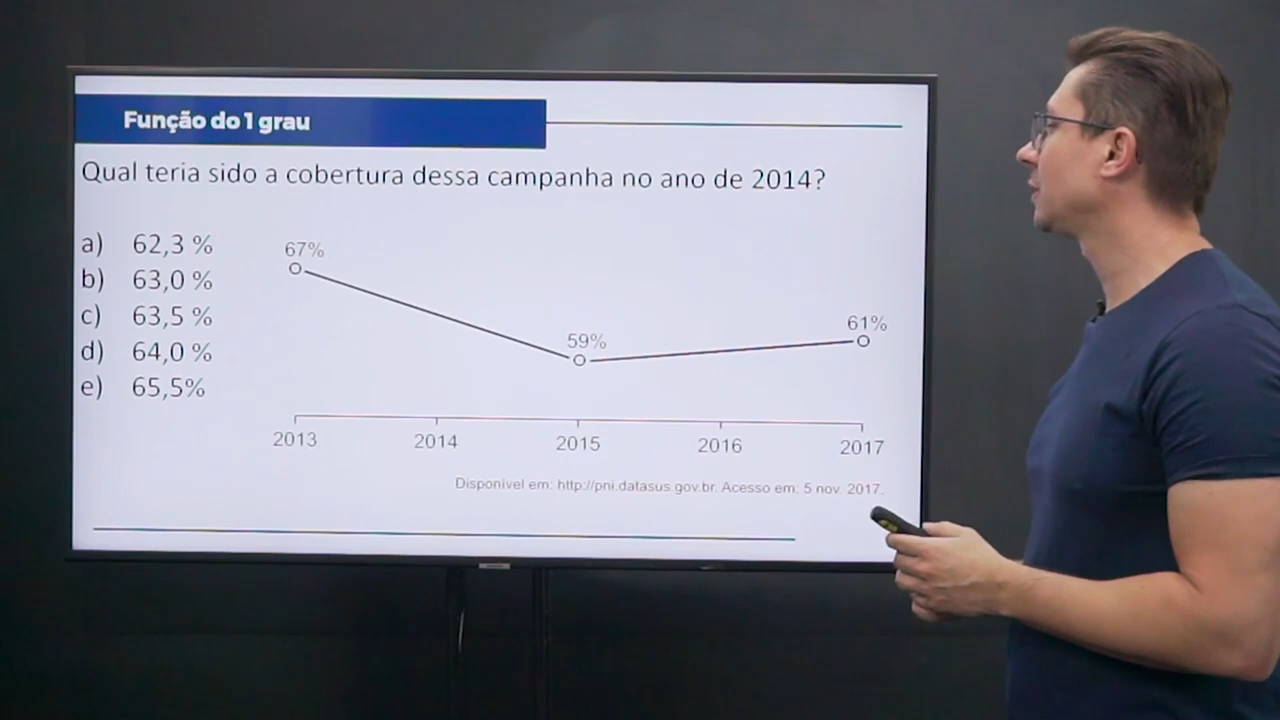 Função do 1 grau
Qual teria sido a cobertura dessa campanha no ano de 2014?
a) 62,3 %
b) 63,0 %
c) 63,5 %
d) 64,0 %
e) 65,5%
67%
59%
61%
2013 2014 2015 2016 2017
Disponível em: http://pni.datasus.gov.br. Acesso em: 5 nov. 2017.